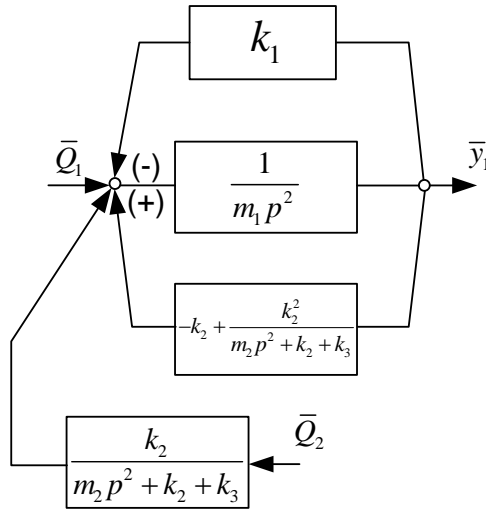 k₁
Q̄₁
(-)
(+)
1/(m₁p²)
ȳ₁
-k₂ + k₂²/(m₂p² + k₂ + k₃)
k₂/(m₂p² + k₂ + k₃)
Q̄₂